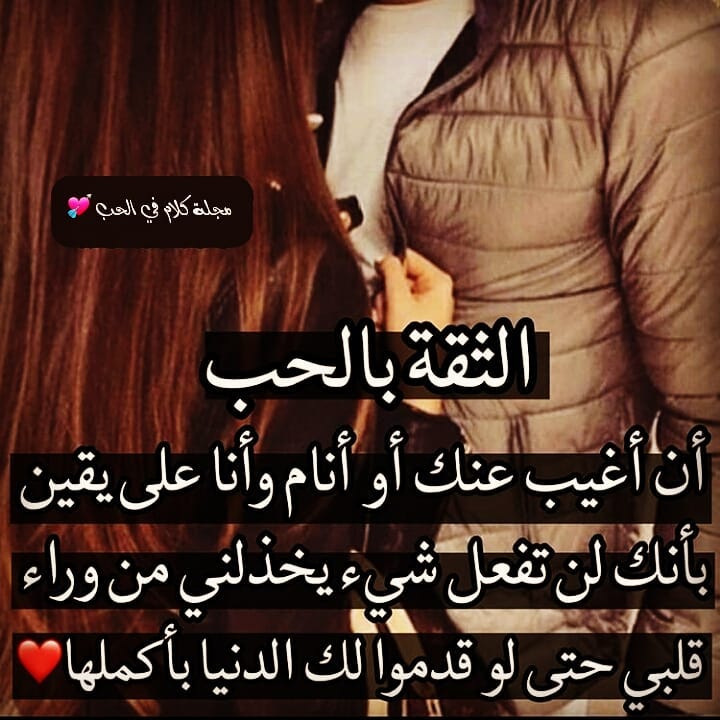 مجلة كلام في الحب 💘
الثقة بالحب
أن أغيب عنك أو أنام وأنا على يقين
بأنك لن تفعل شيء يخذلني من وراء
قلبي حتى لو قدموا لك الدنيا بأكملها❤️